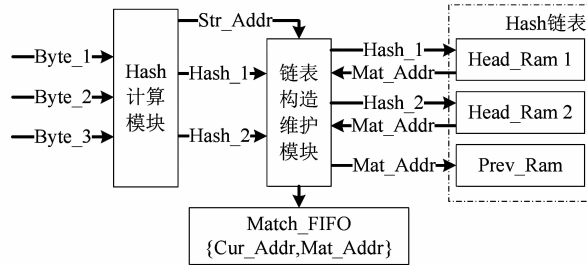 Byte_1
Byte_2
Byte_3
Hash
计算
模块
Str_Addr
Hash_1
Hash_2
链表
构造
维护
模块
Hash_1
Mat_Addr
Hash_2
Mat_Addr
Mat_Addr
Hash链表
Head_Ram 1
Head_Ram 2
Prev_Ram
Match_FIFO
{Cur_Addr,Mat_Addr}